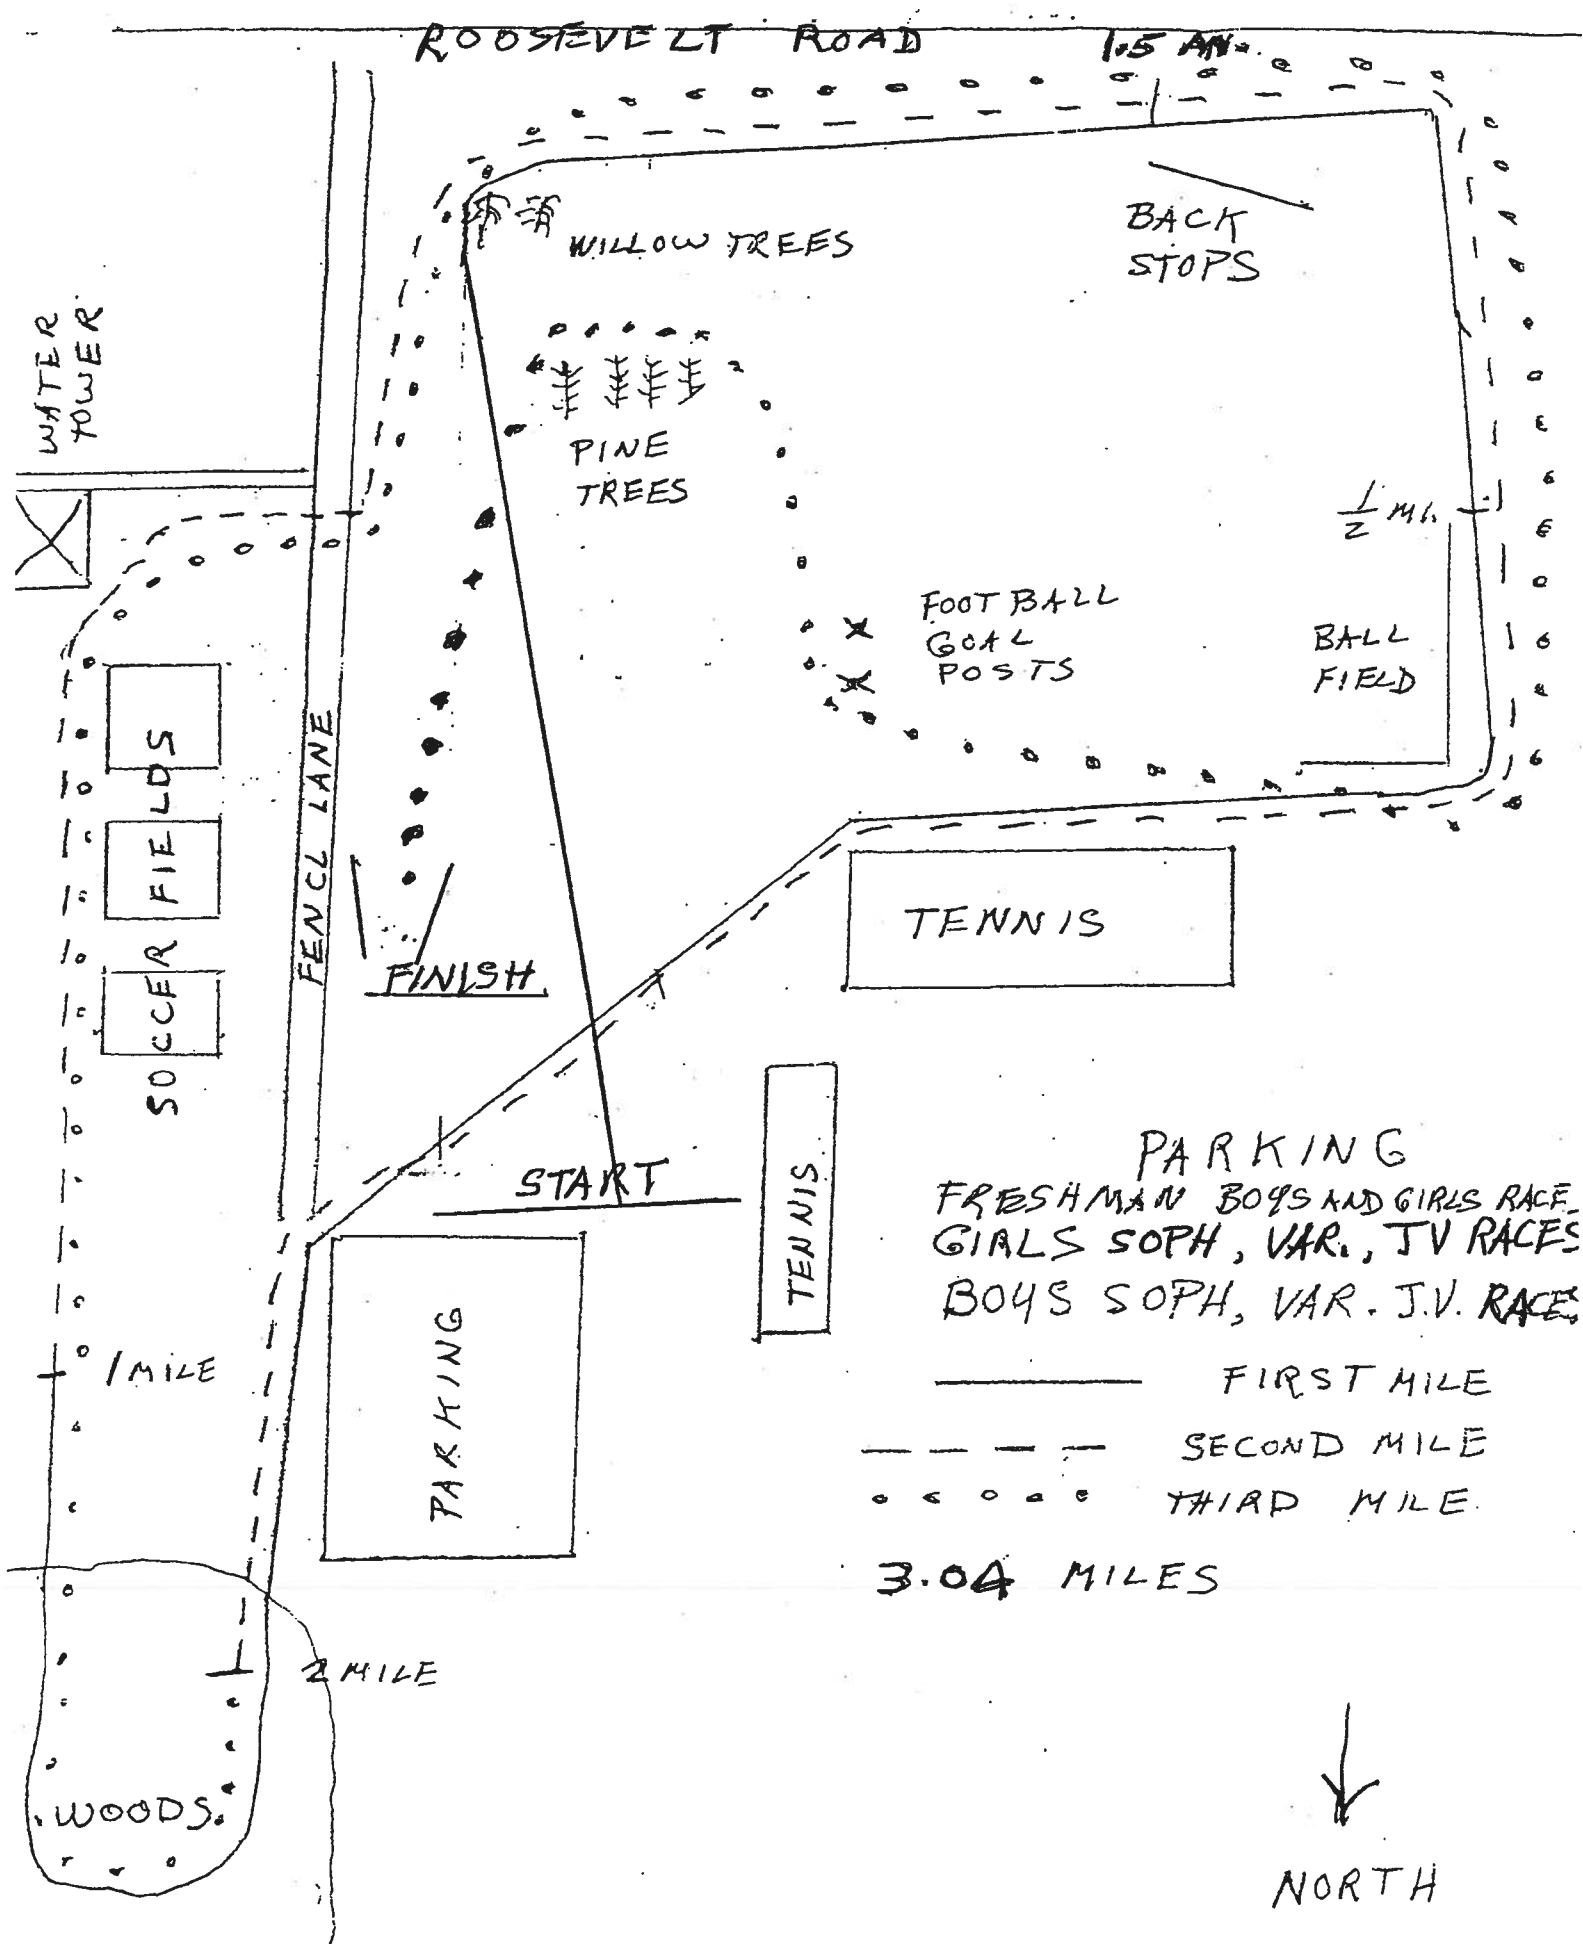 ROOSEVELT ROAD
1.5
WILLOW TREES
BACK
STOPS
WATER
TOWER
PINE
TREES
1/2 MI.
FOOTBALL
GOAL
POSTS
BALL
FIELD
SOCCER FIELDS
FENCL LANE
TENNIS
FINISH
START
TENNIS
PARKING
FRESHMAN BOYS AND GIRLS RACE
GIRLS SOPH, VAR., JV RACES
BOYS SOPH, VAR. J.V. RACES
1 MILE
PARKING
FIRST MILE
SECOND MILE
THIRD MILE
3.04 MILES
2 MILE
WOODS
NORTH